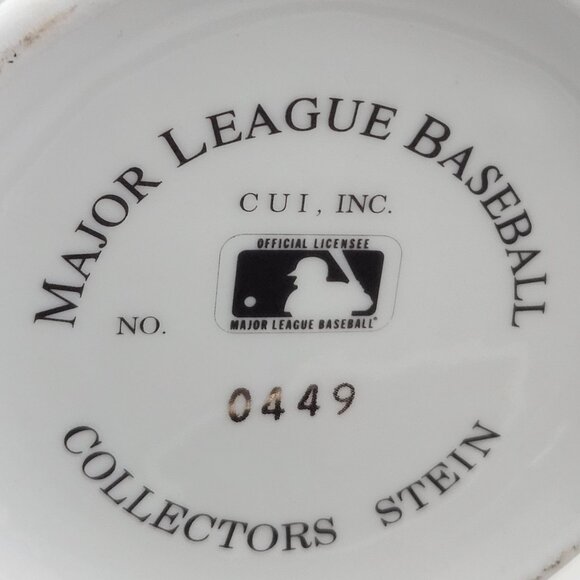 MAJOR LEAGUE BASEBALL
CUI, INC.
OFFICIAL LICENSEE
MAJOR LEAGUE BASEBALL®
NO.
0449
COLLECTORS STEIN